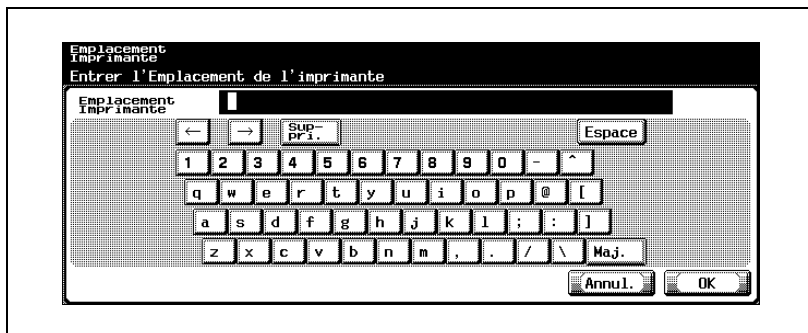 Emplacement
Imprimante
Entrer l'Emplacement de l'imprimante
Emplacement
Imprimante
← → Sup-
pri. Espace
1 2 3 4 5 6 7 8 9 0 - ^
q w e r t y u i o p @ [
a s d f g h j k l ; : ]
z x c v b n m , . / \ Maj.
Annul. OK